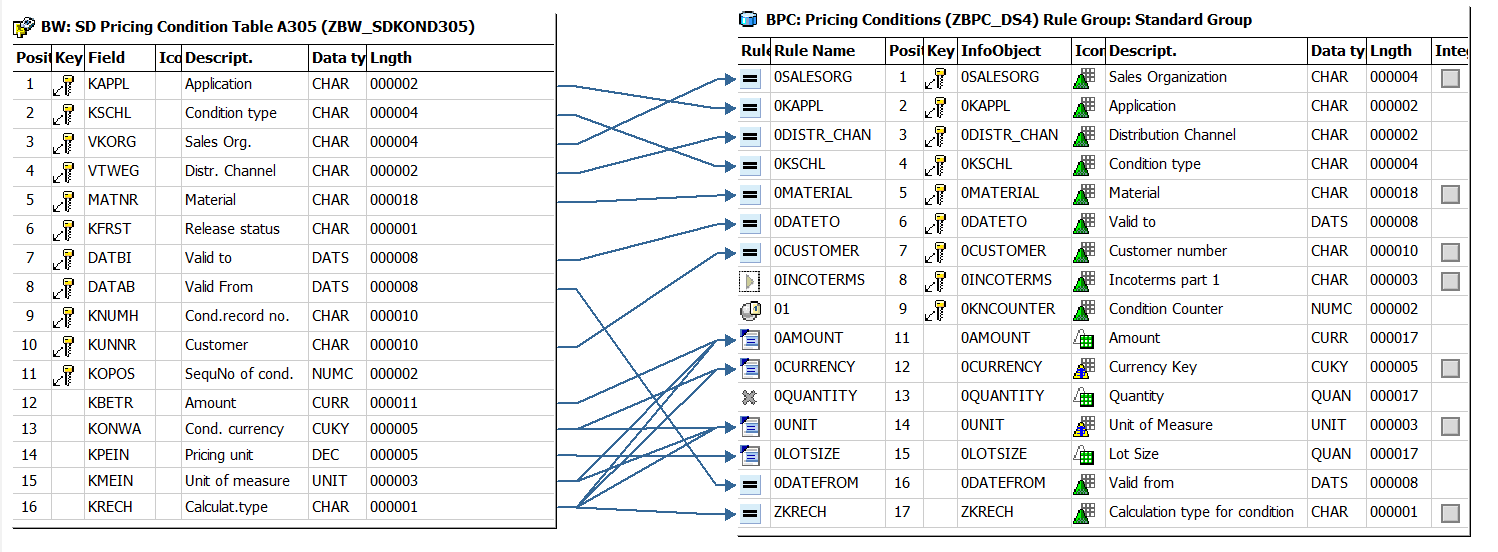 BW: SD Pricing Condition Table A305 (ZBW_SDKOND305)
Posit Key Field Ico Descript. Data ty Lngth
1 KAPPL Application CHAR 000002
2 KSCHL Condition type CHAR 000004
3 VKORG Sales Org. CHAR 000004
4 VTWEG Distr. Channel CHAR 000002
5 MATNR Material CHAR 000018
6 KFRST Release status CHAR 000001
7 DATBI Valid to DATS 000008
8 DATAB Valid From DATS 000008
9 KNUMH Cond.record no. CHAR 000010
10 KUNNR Customer CHAR 000010
11 KOPOS SequNo of cond. NUMC 000002
12 KBETR Amount CURR 000011
13 KONWA Cond. currency CUKY 000005
14 KPEIN Pricing unit DEC 000005
15 KMEIN Unit of measure UNIT 000003
16 KRECH Calculat.type CHAR 000001
BPC: Pricing Conditions (ZBPC_DS4) Rule Group: Standard Group
Rule Rule Name Posit Key InfoObject Icon Descript. Data ty Lngth Integ
0SALESORG 1 0SALESORG Sales Organization CHAR 000004
0KAPPL 2 0KAPPL Application CHAR 000002
0DISTR_CHAN 3 0DISTR_CHAN Distribution Channel CHAR 000002
0KSCHL 4 0KSCHL Condition type CHAR 000004
0MATERIAL 5 0MATERIAL Material CHAR 000018
0DATETO 6 0DATETO Valid to DATS 000008
0CUSTOMER 7 0CUSTOMER Customer number CHAR 000010
0INCOTERMS 8 0INCOTERMS Incoterms part 1 CHAR 000003
01 9 0KNCOUNTER Condition Counter NUMC 000002
0AMOUNT 11 0AMOUNT Amount CURR 000017
0CURRENCY 12 0CURRENCY Currency Key CUKY 000005
0QUANTITY 13 0QUANTITY Quantity QUAN 000017
0UNIT 14 0UNIT Unit of Measure UNIT 000003
0LOTSIZE 15 0LOTSIZE Lot Size QUAN 000017
0DATEFROM 16 0DATEFROM Valid from DATS 000008
ZKRECH 17 ZKRECH Calculation type for condition CHAR 000001